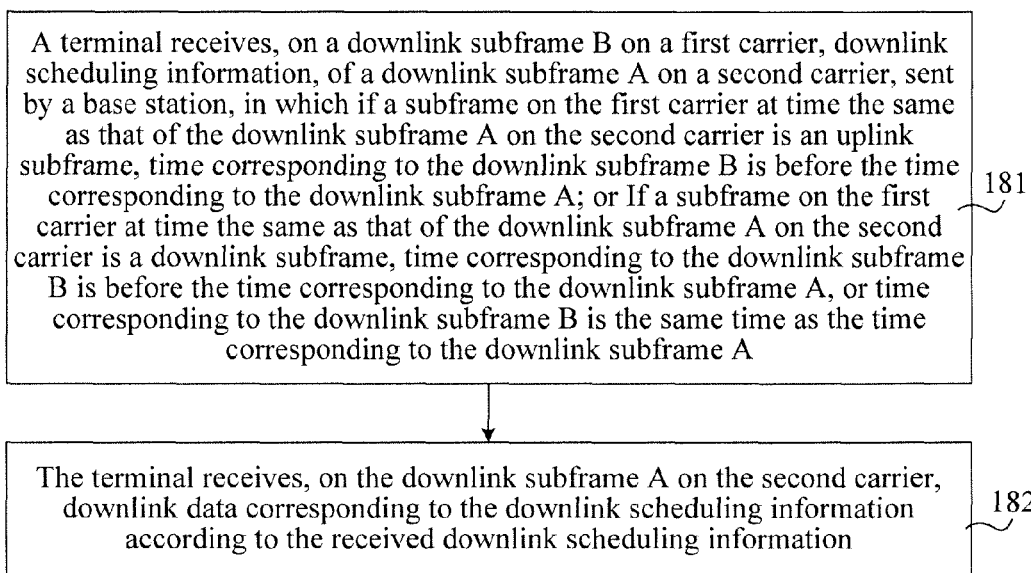 A terminal receives, on a downlink subframe B on a first carrier, downlink
scheduling information, of a downlink subframe A on a second carrier, sent
by a base station, in which if a subframe on the first carrier at time the same
as that of the downlink subframe A on the second carrier is an uplink
subframe, time corresponding to the downlink subframe B is before the time
corresponding to the downlink subframe A; or If a subframe on the first
carrier at time the same as that of the downlink subframe A on the second
carrier is a downlink subframe, time corresponding to the downlink subframe
B is before the time corresponding to the downlink subframe A, or time
corresponding to the downlink subframe B is the same time as the time
corresponding to the downlink subframe A
181
The terminal receives, on the downlink subframe A on the second carrier,
downlink data corresponding to the downlink scheduling information
according to the received downlink scheduling information
182